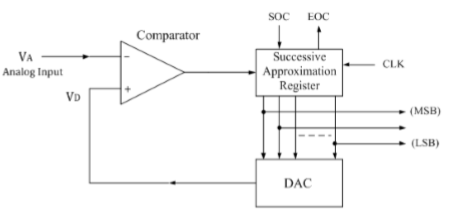 SOC EOC
Comparator
VA
Analog Input
−
+
VD
Successive
Approximation
Register
CLK
(MSB)
(LSB)
DAC